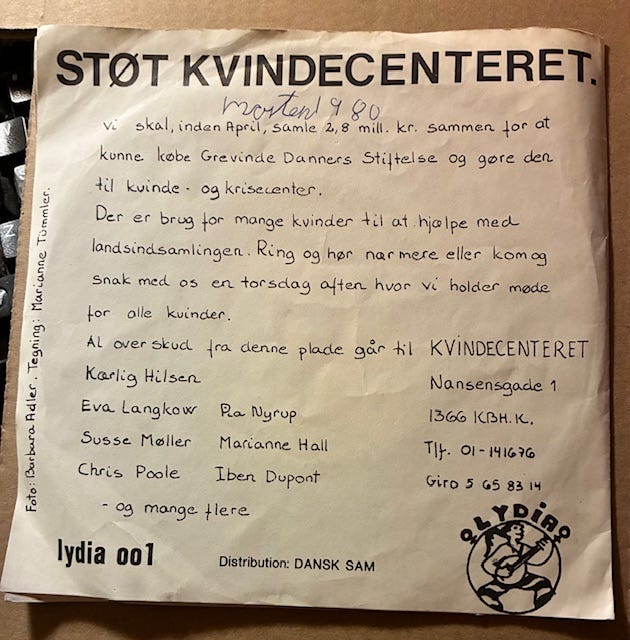 STØT KVINDECENTERET.
morten 1980
Vi skal, inden April, samle 2,8 mill. kr. sammen for at
kunne købe Grevinde Danners Stiftelse og gøre den
til kvinde- og krisecenter.
Der er brug for mange kvinder til at hjælpe med
landsindsamlingen. Ring og hør nærmere eller kom og
snak med os en torsdag aften hvor vi holder møde
for alle kvinder.
Al overskud fra denne plade går til KVINDECENTERET
Kærlig Hilsen
Nansensgade 1
Eva Langkow Pia Nyrup
1366 KBH.K.
Susse Møller Marianne Hall
Tlf. 01-141676
Chris Poole Iben Dupont
Giro 5 65 83 14
- og mange flere
LYDIA
lydia 001
Distribution: DANSK SAM
Foto: Barbara Adler. Tegning: Marianne Tümmler.